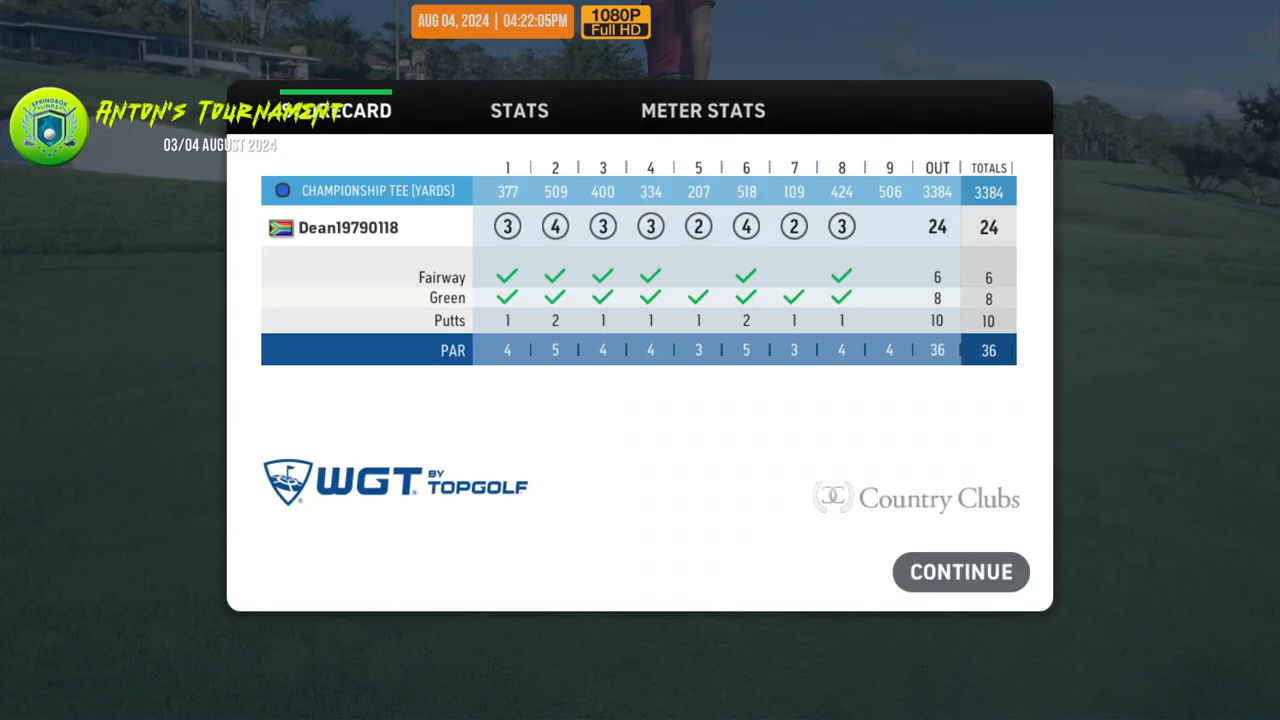 AUG 04, 2024 | 04:22:05PM
1080P
Full HD
SPRINGBOK
LINKS
ANTON'S TOURNAMENT
03/04 AUGUST 2024
SCORECARD STATS METER STATS
1 2 3 4 5 6 7 8 9 OUT TOTALS
CHAMPIONSHIP TEE (YARDS) 377 509 400 334 207 518 109 424 506 3384 3384
Dean19790118 3 4 3 3 2 4 2 3 24 24
Fairway 6 6
Green 8 8
Putts 1 2 1 1 1 2 1 1 10 10
PAR 4 5 4 4 3 5 3 4 4 36 36
WGT BY TOPGOLF
CC Country Clubs
CONTINUE